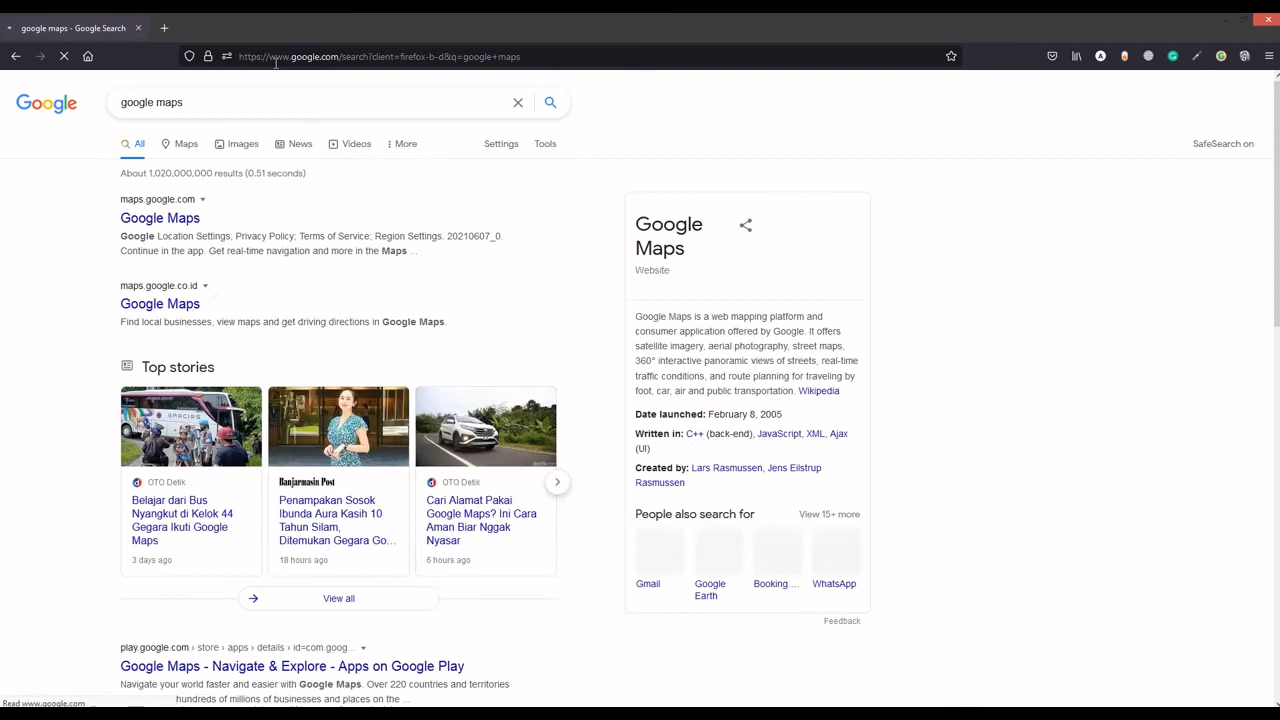 google maps - Google Search
https://www.google.com/search?client=firefox-b-d&q=google+maps
Google
google maps
All
Maps
Images
News
Videos
More
Settings
Tools
SafeSearch on
About 1,020,000,000 results (0.51 seconds)
maps.google.com
Google Maps
Google Location Settings; Privacy Policy; Terms of Service; Region Settings. 20210607_0.
Continue in the app. Get real-time navigation and more in the Maps ...
maps.google.co.id
Google Maps
Find local businesses, view maps and get driving directions in Google Maps.
Top stories
OTO Detik
Belajar dari Bus
Nyangkut di Kelok 44
Gegara Ikuti Google
Maps
3 days ago
Banjarmasin Post
Penampakan Sosok
Ibunda Aura Kasih 10
Tahun Silam,
Ditemukan Gegara Go...
18 hours ago
OTO Detik
Cari Alamat Pakai
Google Maps? Ini Cara
Aman Biar Nggak
Nyasar
6 hours ago
View all
play.google.com › store › apps › details › id=com.goog...
Google Maps - Navigate & Explore - Apps on Google Play
Navigate your world faster and easier with Google Maps. Over 220 countries and territories
hundreds of millions of businesses and places on the ...
Google
Maps
Website
Google Maps is a web mapping platform and
consumer application offered by Google. It offers
satellite imagery, aerial photography, street maps,
360° interactive panoramic views of streets, real-time
traffic conditions, and route planning for traveling by
foot, car, air and public transportation. Wikipedia
Date launched: February 8, 2005
Written in: C++ (back-end), JavaScript, XML, Ajax
(UI)
Created by: Lars Rasmussen, Jens Eilstrup
Rasmussen
People also search for
View 15+ more
Gmail
Google
Earth
Booking....
WhatsApp
Feedback
Read www.google.com